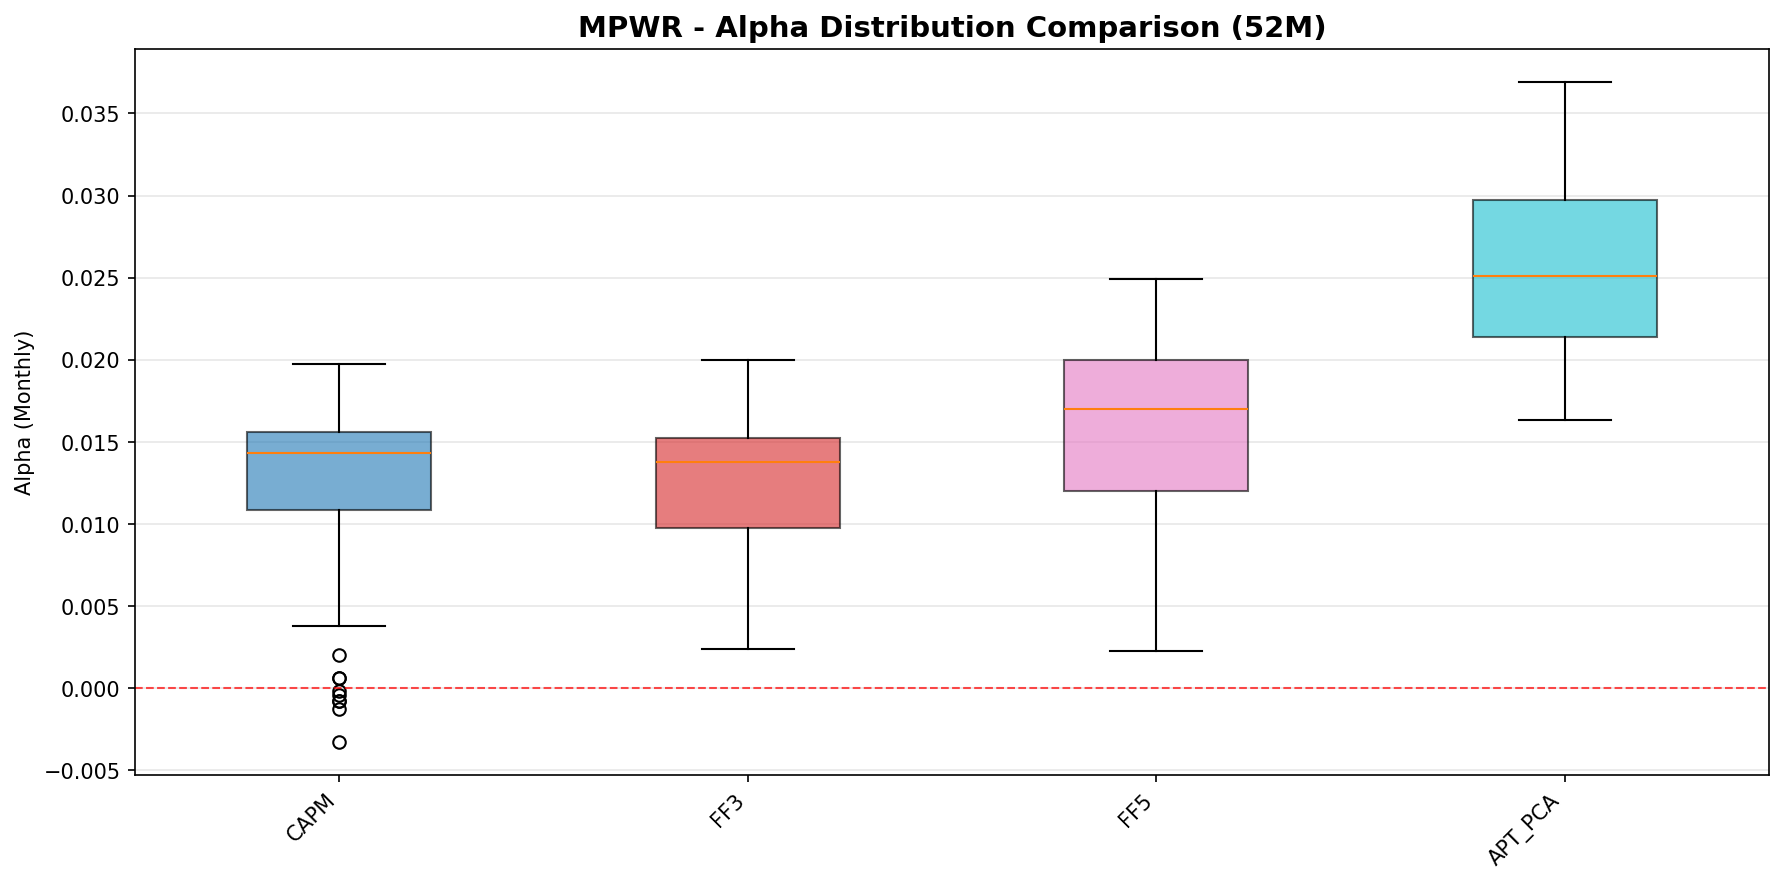 MPWR - Alpha Distribution Comparison (52M)
Alpha (Monthly)
0.035
0.030
0.025
0.020
0.015
0.010
0.005
0.000
−0.005
CAPM
FF3
FF5
APT_PCA